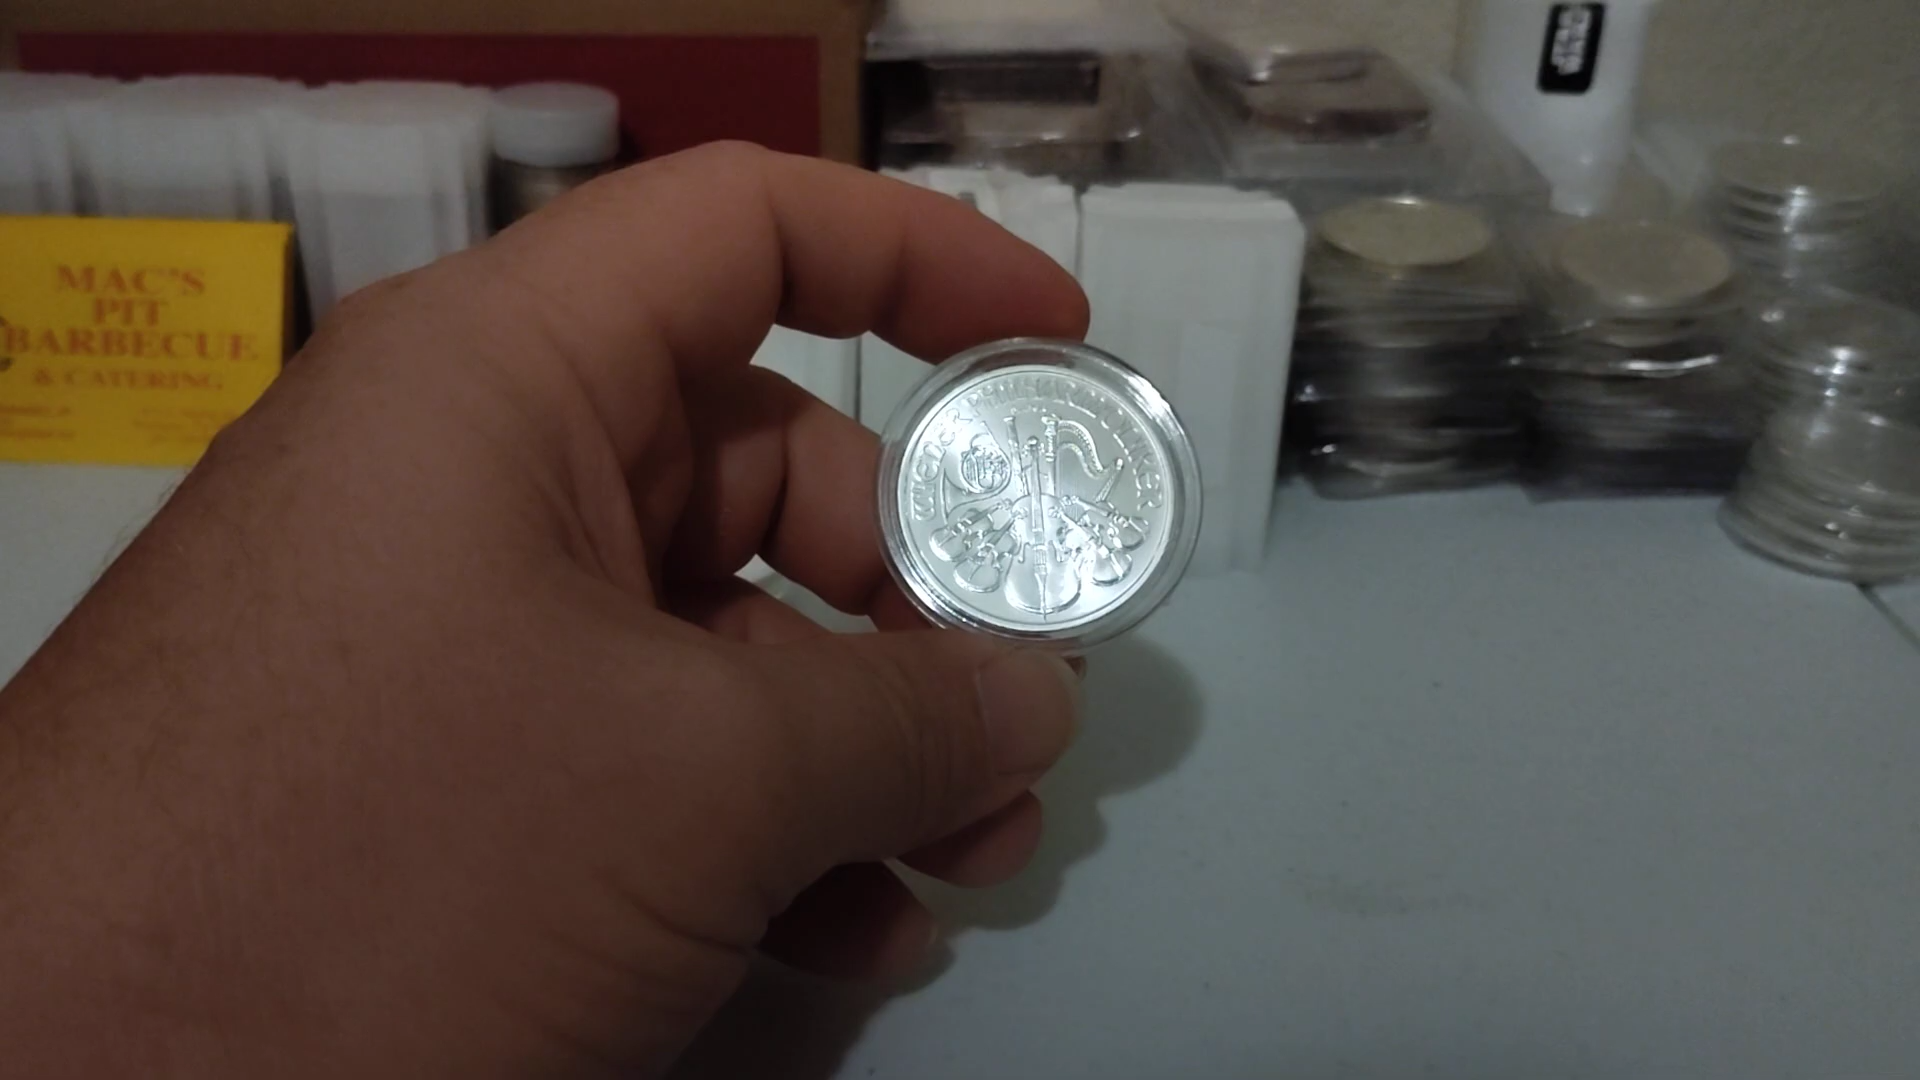 MAC'S
PIT
BARBECUE
& CATERING
WIENER PHILHARMONIKER